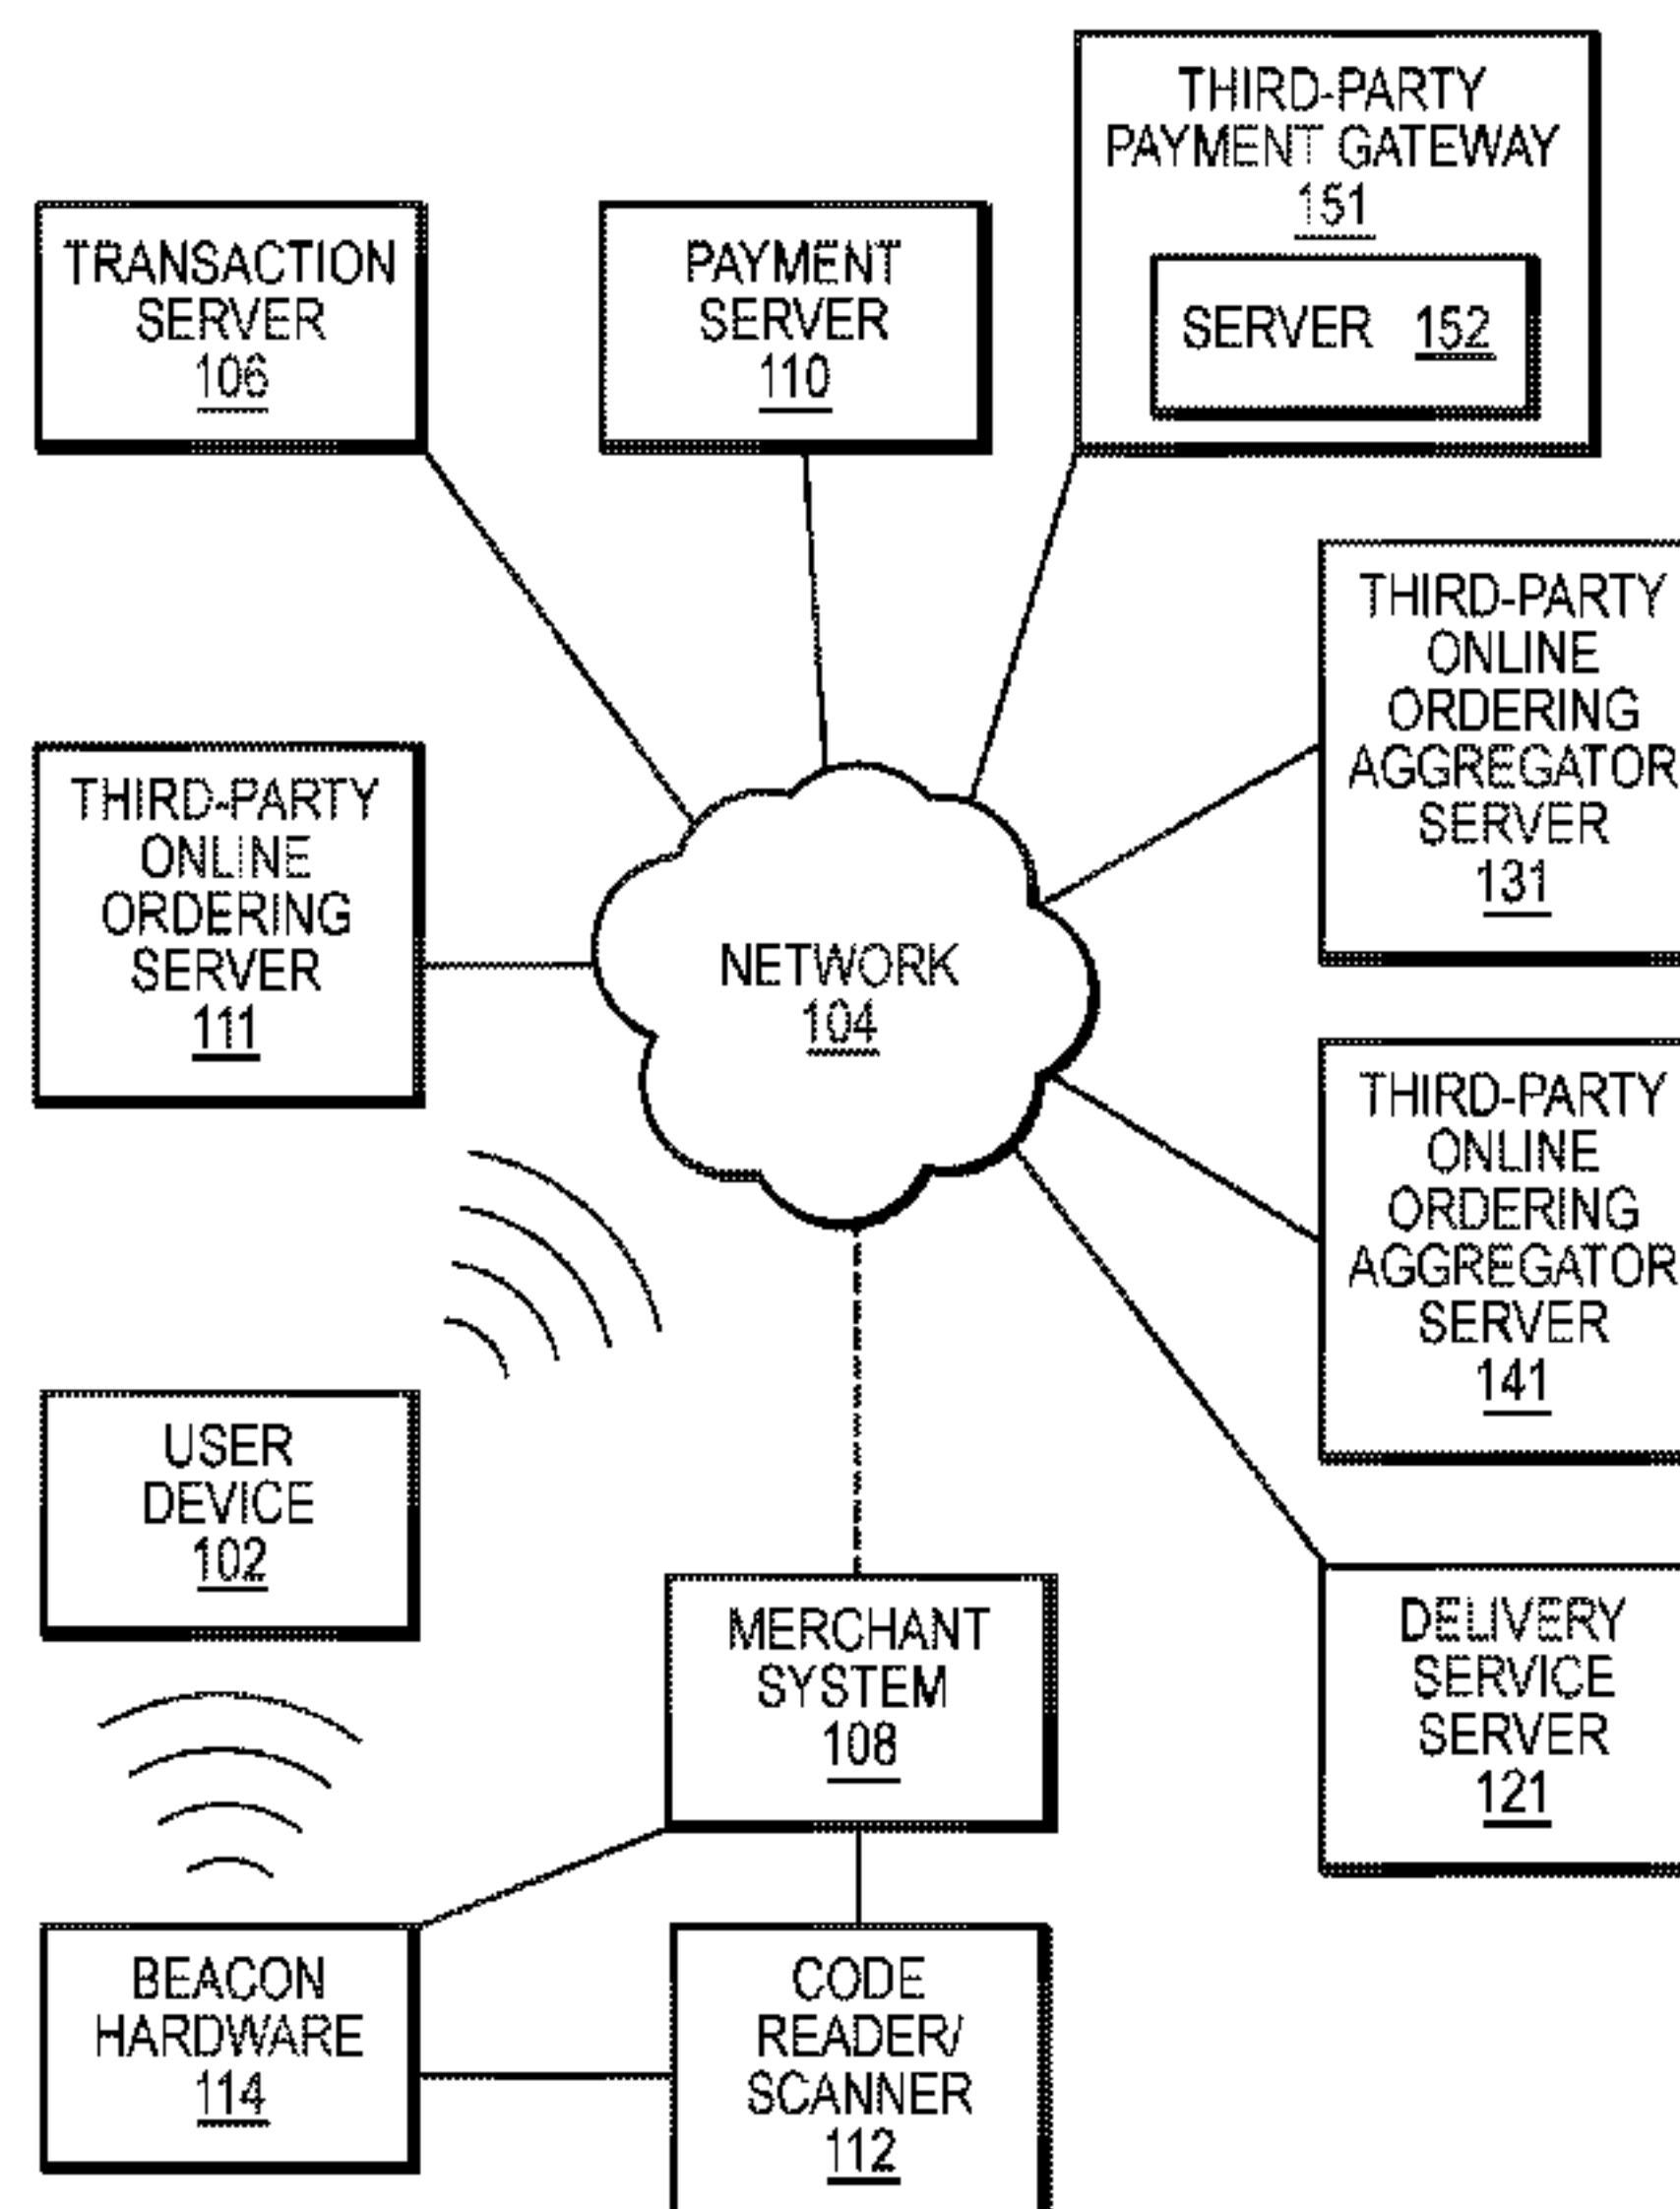 THIRD-PARTY
PAYMENT GATEWAY
151
SERVER 152
TRANSACTION
SERVER
106
PAYMENT
SERVER
110
THIRD-PARTY
ONLINE
ORDERING
AGGREGATOR
SERVER
131
THIRD-PARTY
ONLINE
ORDERING
SERVER
111
NETWORK
104
THIRD-PARTY
ONLINE
ORDERING
AGGREGATOR
SERVER
141
USER
DEVICE
102
MERCHANT
SYSTEM
108
DELIVERY
SERVICE
SERVER
121
BEACON
HARDWARE
114
CODE
READER/
SCANNER
112